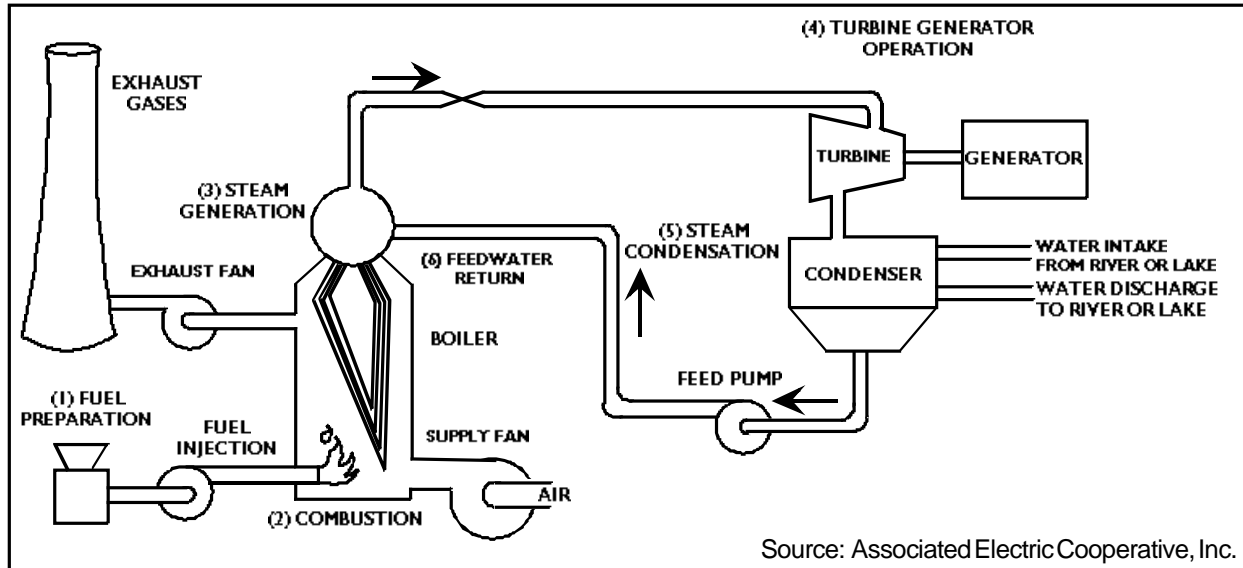 (4) TURBINE GENERATOR
OPERATION
EXHAUST
GASES
TURBINE
GENERATOR
(3) STEAM
GENERATION
(5) STEAM
CONDENSATION
(6) FEEDWATER
RETURN
EXHAUST FAN
CONDENSER
WATER INTAKE
FROM RIVER OR LAKE
WATER DISCHARGE
TO RIVER OR LAKE
BOILER
FEED PUMP
(1) FUEL
PREPARATION
FUEL
INJECTION
SUPPLY FAN
AIR
(2) COMBUSTION
Source: Associated Electric Cooperative, Inc.